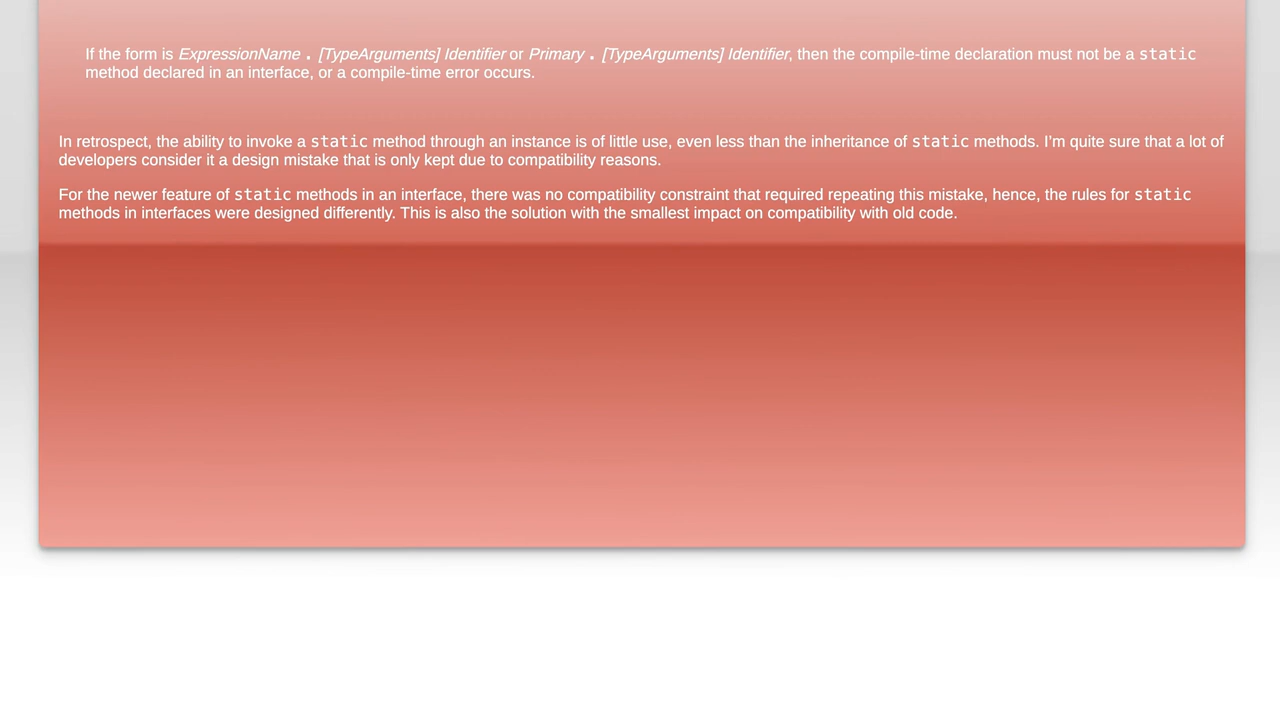 If the form is ExpressionName . [TypeArguments] Identifier or Primary . [TypeArguments] Identifier, then the compile-time declaration must not be a static
method declared in an interface, or a compile-time error occurs.
In retrospect, the ability to invoke a static method through an instance is of little use, even less than the inheritance of static methods. I’m quite sure that a lot of
developers consider it a design mistake that is only kept due to compatibility reasons.
For the newer feature of static methods in an interface, there was no compatibility constraint that required repeating this mistake, hence, the rules for static
methods in interfaces were designed differently. This is also the solution with the smallest impact on compatibility with old code.